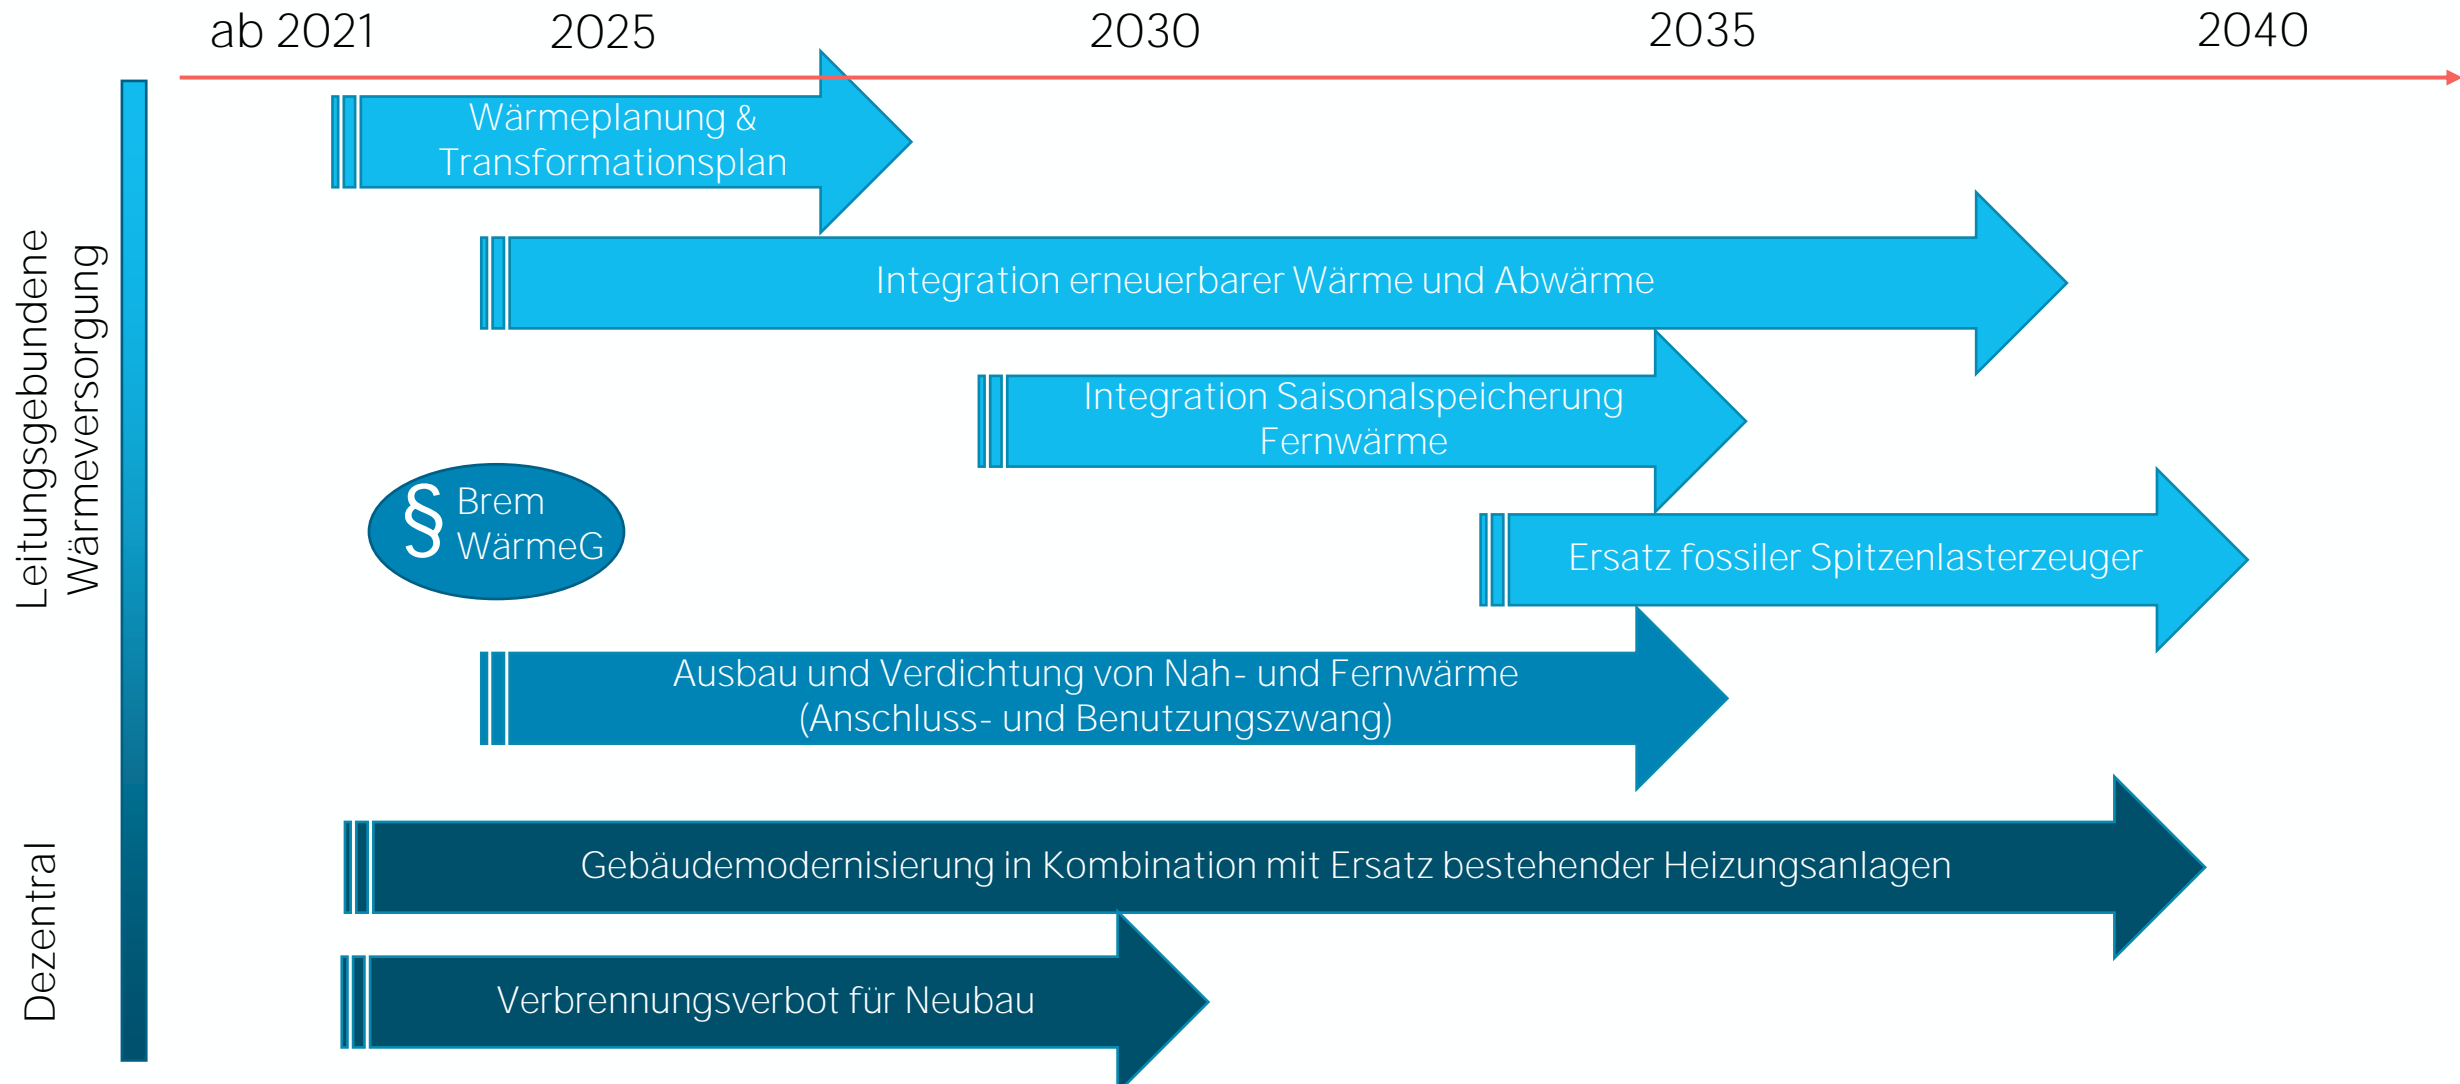 ab 2021
2025
2030
2035
2040
Leitungsgebundene
Wärmeversorgung
Wärmeplanung &
Transformationsplan
Integration erneuerbarer Wärme und Abwärme
Integration Saisonalspeicherung
Fernwärme
§ Brem
WärmeG
Ersatz fossiler Spitzenlasterzeuger
Ausbau und Verdichtung von Nah- und Fernwärme
(Anschluss- und Benutzungszwang)
Dezentral
Gebäudemodernisierung in Kombination mit Ersatz bestehender Heizungsanlagen
Verbrennungsverbot für Neubau